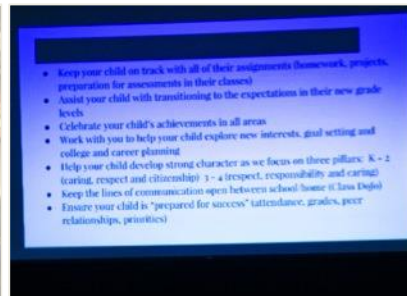 • Keep your child on track with all of their assignments (homework, projects,
preparation for assessments in their classes)
• Assist your child with transitioning to the expectations in their new grade
levels
• Celebrate your child's achievements in all areas
• Work with you to help your child explore new interests, goal setting and
college and career planning
• Help your child develop strong character as we focus on three pillars: K - 2
(caring, respect and citizenship) 3 - 4 (respect, responsibility and caring)
• Keep the lines of communication open between school/home (Class Dojo)
• Ensure your child is "prepared for success" (attendance, grades, peer
relationships, priorities)